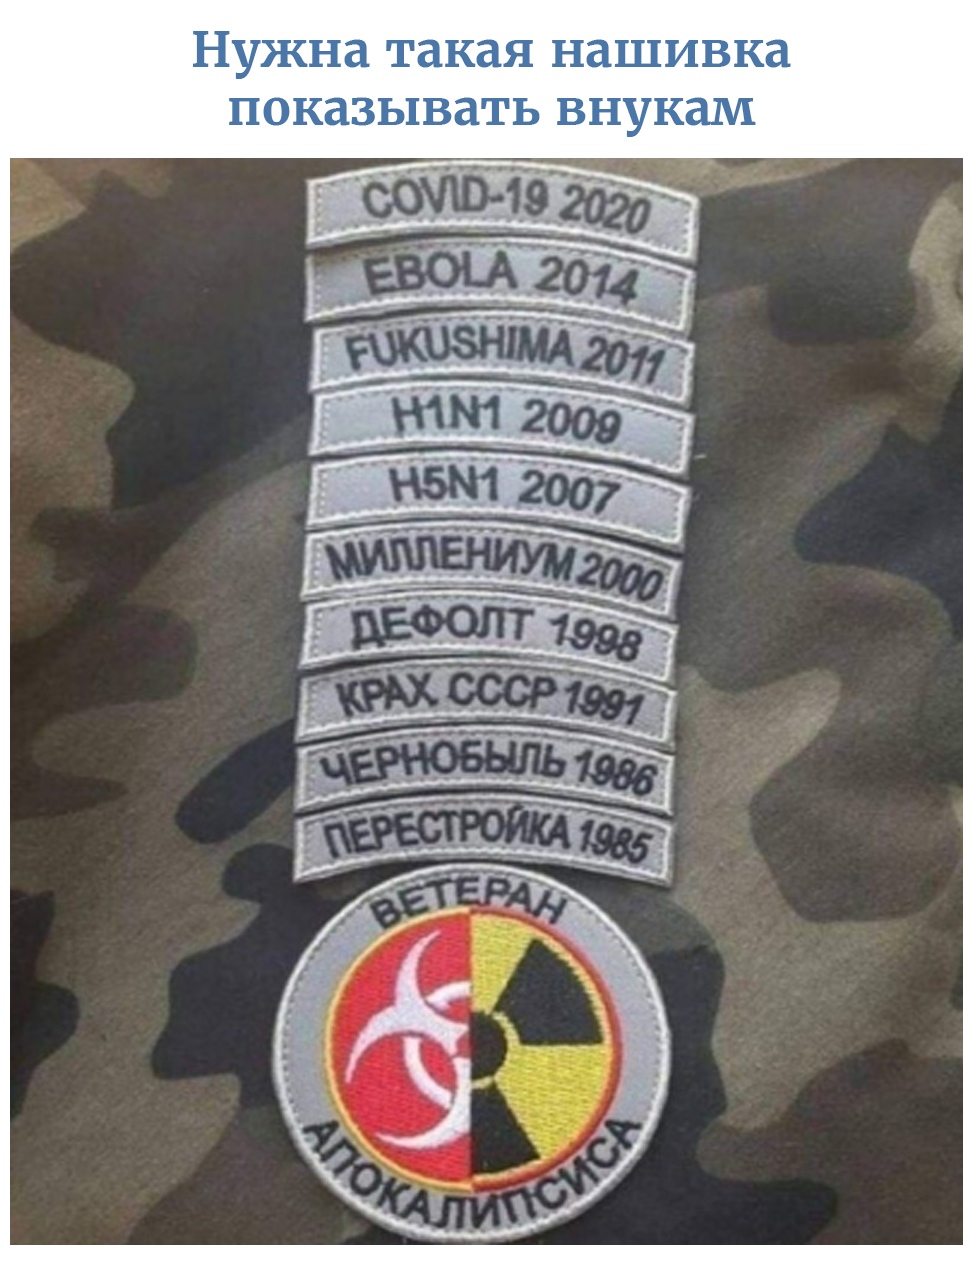 Нужна такая нашивка
показывать внукам
COVID-19 2020
EBOLA 2014
FUKUSHIMA 2011
H1N1 2009
H5N1 2007
МИЛЛЕНИУМ 2000
ДЕФОЛТ 1998
КРАХ СССР 1991
ЧЕРНОБЫЛЬ 1986
ПЕРЕСТРОЙКА 1985
ВЕТЕРАН
АПОКАЛИПСИСА